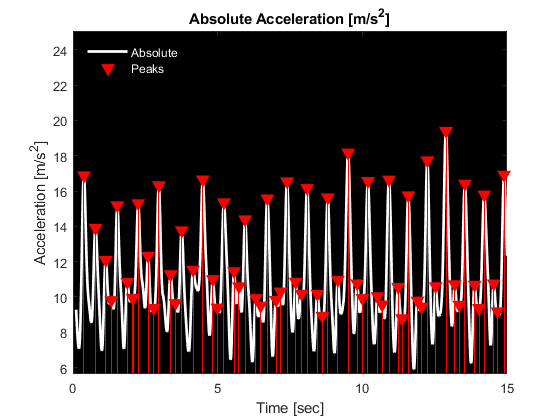 Absolute Acceleration [m/s²]
Absolute
Peaks
Acceleration [m/s²]
24
22
20
18
16
14
12
10
8
6
0
5
10
15
Time [sec]